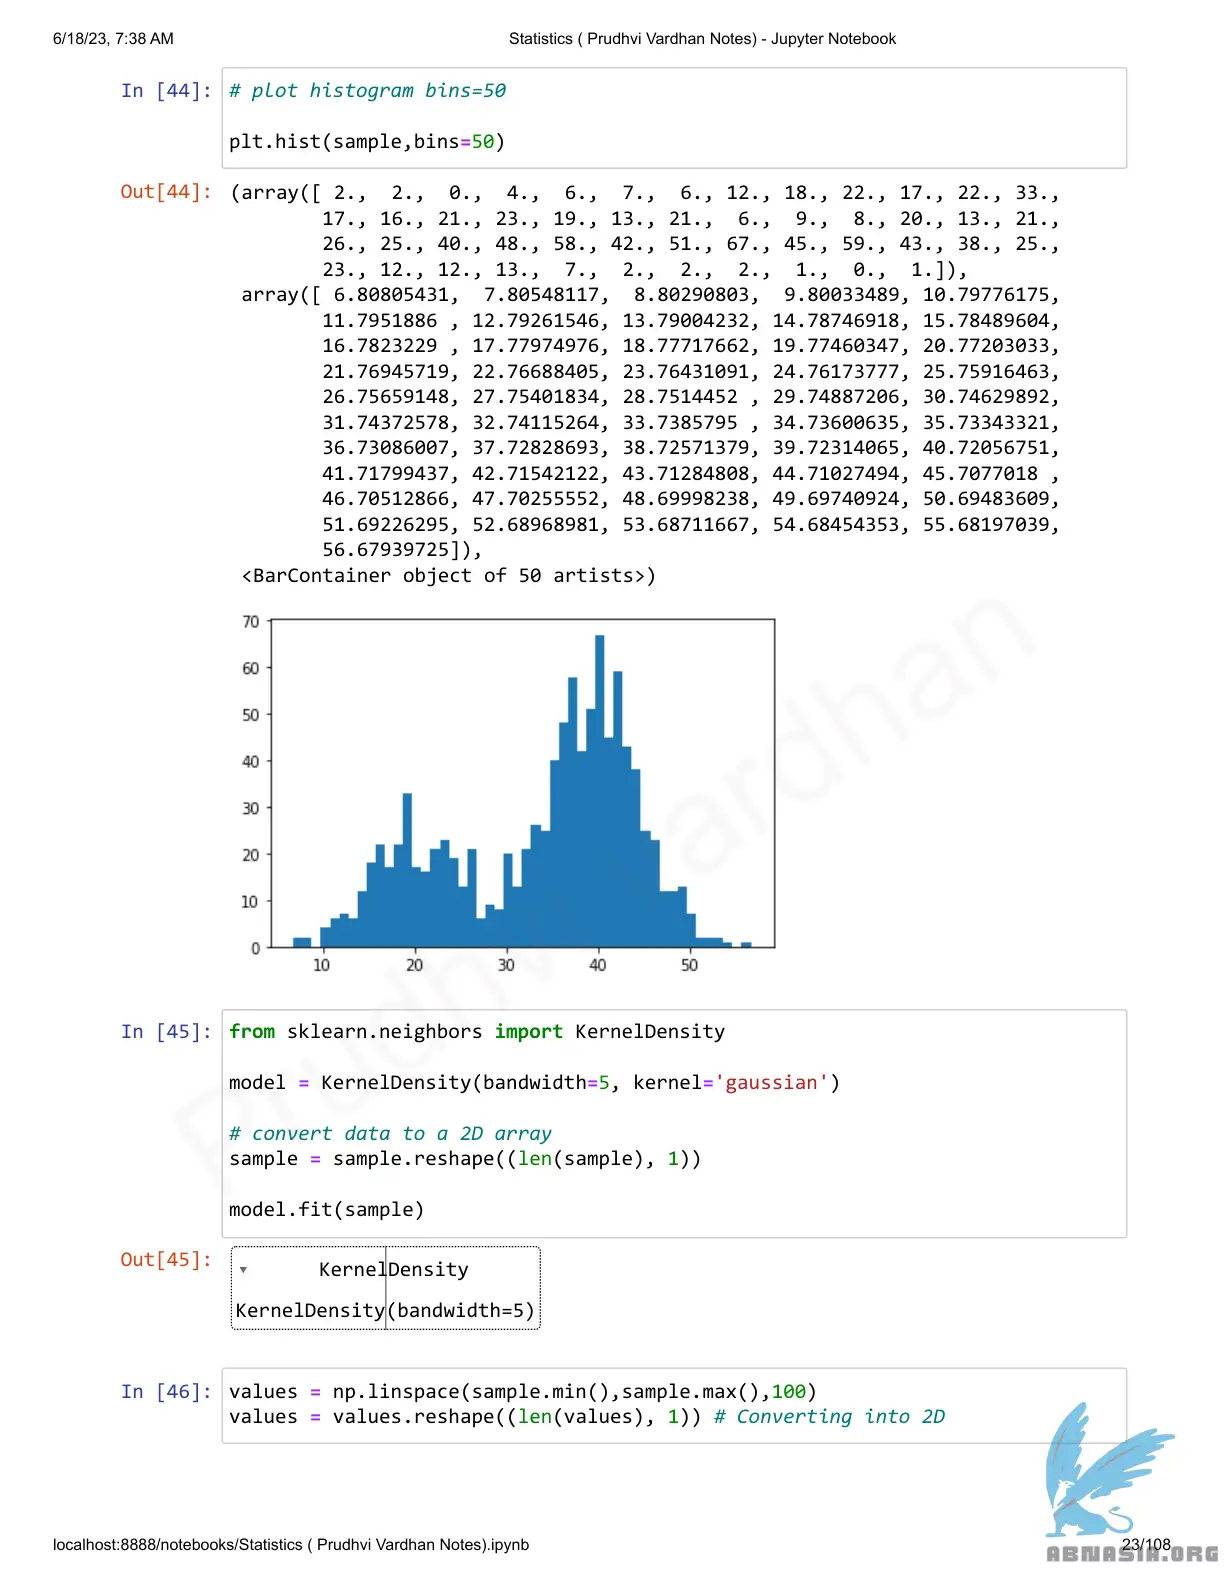 6/18/23, 7:38 AM Statistics ( Prudhvi Vardhan Notes) - Jupyter Notebook
In [44]: # plot histogram bins=50
plt.hist(sample,bins=50)
Out[44]: (array([ 2.,  2.,  0.,  4.,  6.,  7.,  6., 12., 18., 22., 17., 22., 33.,
17., 16., 21., 23., 19., 13., 21.,  6.,  9.,  8., 20., 13., 21.,
26., 25., 40., 48., 58., 42., 51., 67., 45., 59., 43., 38., 25.,
23., 12., 12., 13.,  7.,  2.,  2.,  2.,  1.,  0.,  1.]),
array([ 6.80805431,  7.80548117,  8.80290803,  9.80033489, 10.79776175,
11.7951886 , 12.79261546, 13.79004232, 14.78746918, 15.78489604,
16.7823229 , 17.77974976, 18.77717662, 19.77460347, 20.77203033,
21.76945719, 22.76688405, 23.76431091, 24.76173777, 25.75916463,
26.75659148, 27.75401834, 28.7514452 , 29.74887206, 30.74629892,
31.74372578, 32.74115264, 33.7385795 , 34.73600635, 35.73343321,
36.73086007, 37.72828693, 38.72571379, 39.72314065, 40.72056751,
41.71799437, 42.71542122, 43.71284808, 44.71027494, 45.7077018 ,
46.70512866, 47.70255552, 48.69998238, 49.69740924, 50.69483609,
51.69226295, 52.68968981, 53.68711667, 54.68454353, 55.68197039,
56.67939725]),
<BarContainer object of 50 artists>)
70
60
50
40
30
20
10
0
10 20 30 40 50
Prudhvi Vardhan
In [45]: from sklearn.neighbors import KernelDensity
model = KernelDensity(bandwidth=5, kernel='gaussian')
# convert data to a 2D array
sample = sample.reshape((len(sample), 1))
model.fit(sample)
Out[45]: ▾ KernelDensity
KernelDensity(bandwidth=5)
In [46]: values = np.linspace(sample.min(),sample.max(),100)
values = values.reshape((len(values), 1)) # Converting into 2D
localhost:8888/notebooks/Statistics ( Prudhvi Vardhan Notes).ipynb 23/108
ABNASIA.ORG